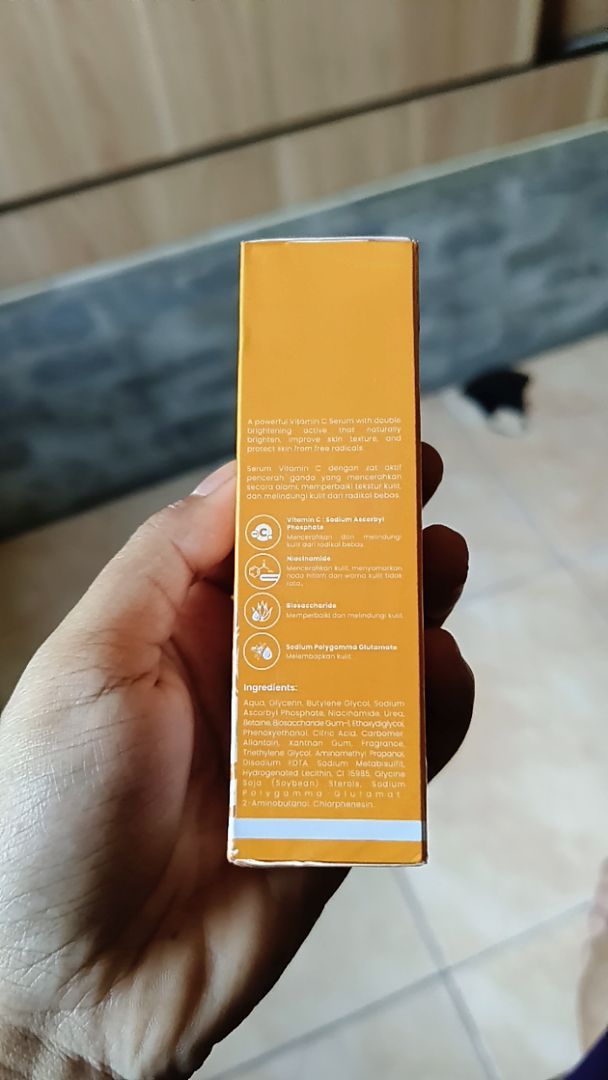 A powerful Vitamin C Serum with double
brightening active that naturally
brighten, improve skin texture, and
protect skin from free radicals.
Serum Vitamin C dengan zat aktif
pencerah ganda yang mencerahkan
secara alami, memperbaiki tekstur kulit,
dan melindungi kulit dari radikal bebas.
C
Vitamin C : Sodium Ascorbyl
Phosphate
Mencerahkan dan melindungi
kulit dari radikal bebas.
Niacinamide
Mencerahkan kulit, menyamarkan
noda hitam dan warna kulit tidak
rata.
Biosaccharide
Memperbaiki dan melindungi kulit.
Sodium Polygamma Glutamate
Melembapkan kulit.
Ingredients:
Aqua, Glycerin, Butylene Glycol, Sodium
Ascorbyl Phosphate, Niacinamide, Urea,
Betaine, Biosaccharide Gum-1, Ethoxydiglycol,
Phenoxyethanol, Citric Acid, Carbomer,
Allantoin, Xanthan Gum, Fragrance,
Triethylene Glycol, Aminomethyl Propanol,
Disodium EDTA, Sodium Metabisulfit,
Hydrogenated Lecithin, CI 15985, Glycine
Soja (Soybean) Sterols, Sodium
Polygamma Glutamat,
2-Aminobutanol, Chlorphenesin.